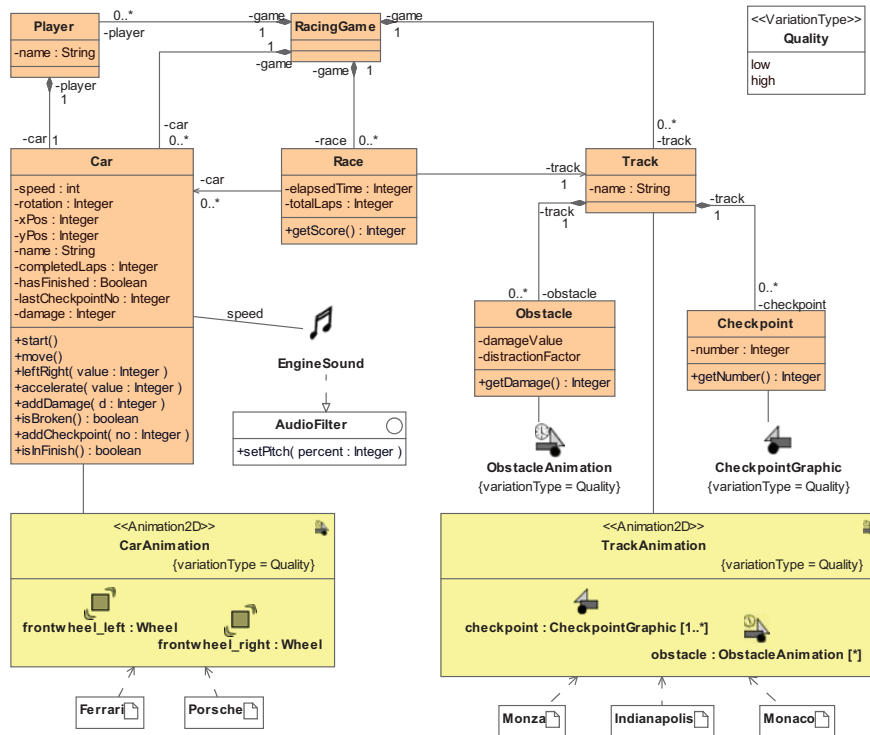 Player
-name : String
0..*
-player
-game
1
RacingGame
-game
1
1
-game
-game
1
<<VariationType>>
Quality
low
high
-player
1
-car
1
-car
0..*
-race
0..*
0..*
-track
Car
-speed : int
-rotation : Integer
-xPos : Integer
-yPos : Integer
-name : String
-completedLaps : Integer
-hasFinished : Boolean
-lastCheckpointNo : Integer
-damage : Integer
+start()
+move()
+leftRight( value : Integer )
+accelerate( value : Integer )
+addDamage( d : Integer )
+isBroken() : boolean
+addCheckpoint( no : Integer )
+isInFinish() : boolean
-car
0..*
Race
-elapsedTime : Integer
-totalLaps : Integer
+getScore() : Integer
-track
1
Track
-name : String
-track
1
-track
1
0..*
-obstacle
0..*
-checkpoint
Obstacle
-damageValue
-distractionFactor
+getDamage() : Integer
Checkpoint
-number : Integer
+getNumber() : Integer
speed
EngineSound
AudioFilter
+setPitch( percent : Integer )
ObstacleAnimation
{variationType = Quality}
CheckpointGraphic
{variationType = Quality}
<<Animation2D>>
CarAnimation
{variationType = Quality}
frontwheel_left : Wheel
frontwheel_right : Wheel
<<Animation2D>>
TrackAnimation
{variationType = Quality}
checkpoint : CheckpointGraphic [1..*]
obstacle : ObstacleAnimation [*]
Ferrari
Porsche
Monza
Indianapolis
Monaco